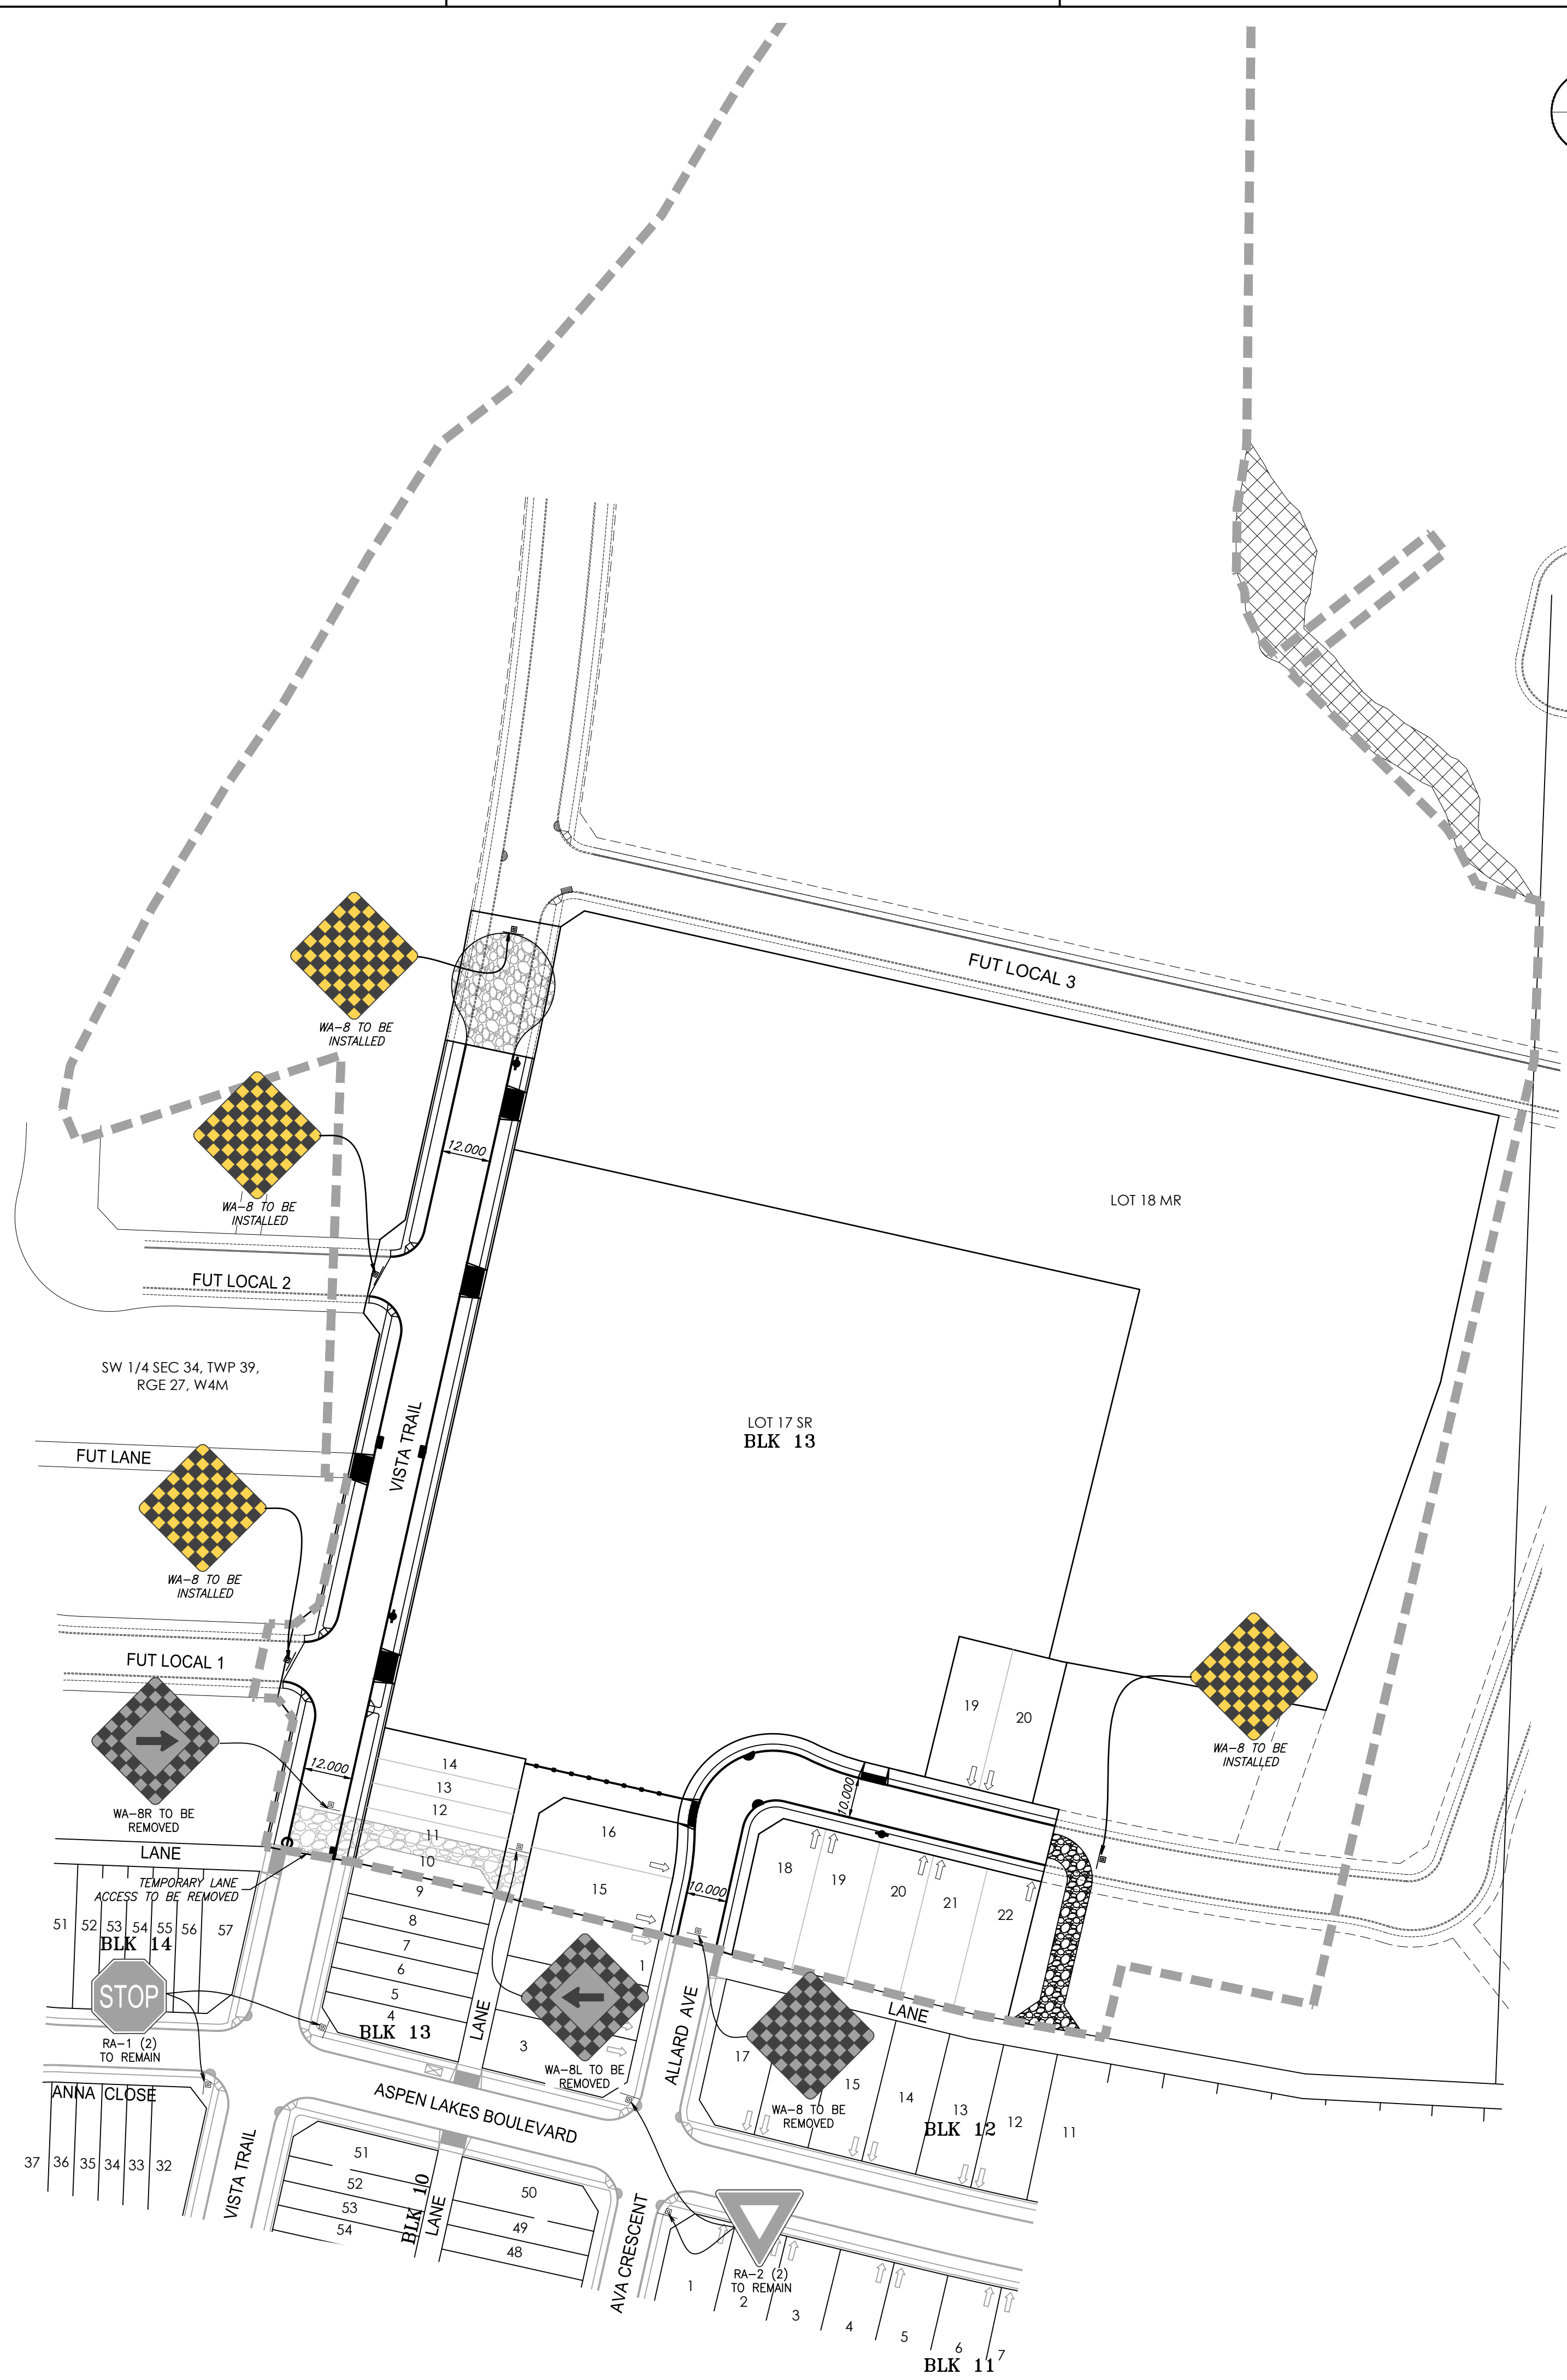 FUT LOCAL 3
WA-8 TO BE
INSTALLED
12.000
WA-8 TO BE
INSTALLED
LOT 18 MR
FUT LOCAL 2
SW 1/4 SEC 34, TWP 39,
RGE 27, W4M
VISTA TRAIL
LOT 17 SR
BLK 13
FUT LANE
WA-8 TO BE
INSTALLED
FUT LOCAL 1
19
20
WA-8 TO BE
INSTALLED
12.000
14
13
12
11
10
10.000
WA-8R TO BE
REMOVED
LANE
TEMPORARY LANE
ACCESS TO BE REMOVED
16
15
18
19
20
21
22
10.000
9
8
7
6
5
4
51
52
53
54
55
56
57
BLK 14
STOP
RA-1 (2)
TO REMAIN
BLK 13
LANE
3
1
WA-8L TO BE
REMOVED
ALLARD AVE
LANE
17
15
14
13
12
11
WA-8 TO BE
REMOVED
BLK 12
ANNA CLOSE
ASPEN LAKES BOULEVARD
37
36
35
34
33
32
VISTA TRAIL
51
52
53
54
BLK 10
LANE
50
49
48
AVA CRESCENT
RA-2 (2)
TO REMAIN
1
2
3
4
5
6
7
BLK 11